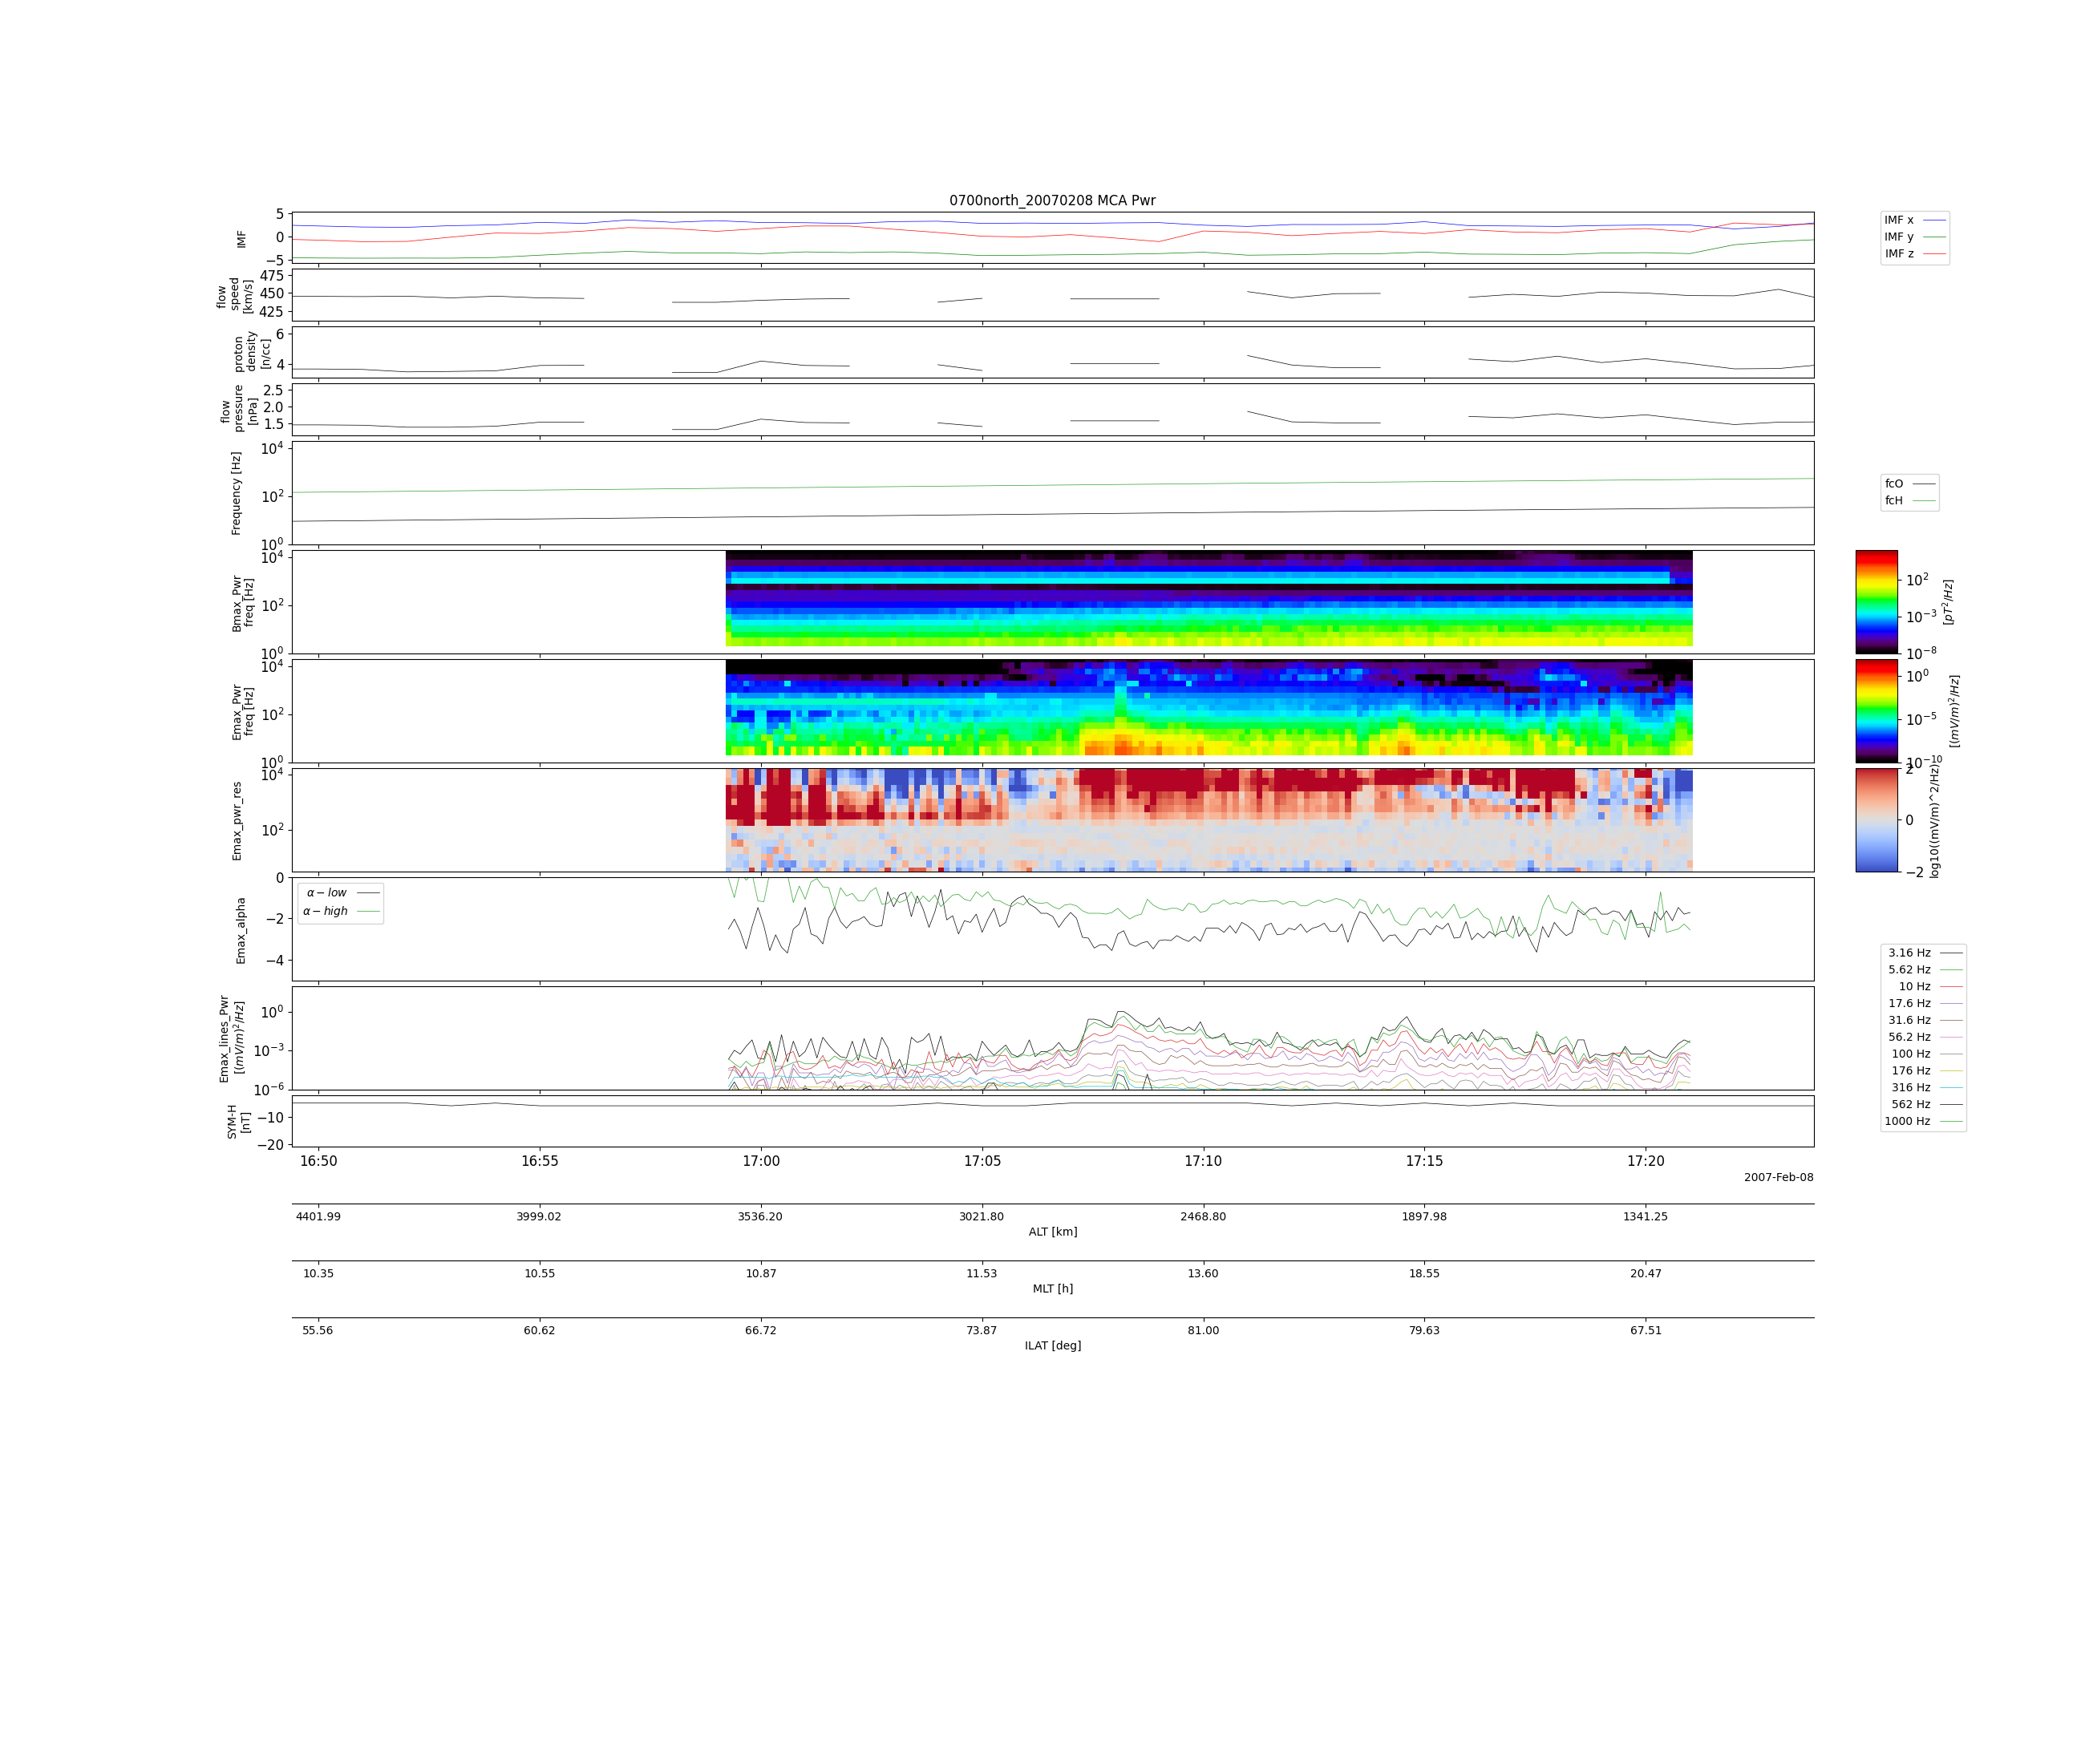 0700north_20070208 MCA Pwr
5
0
−5
IMF
IMF x
IMF y
IMF z
475
450
425
flow
speed
[km/s]
6
4
proton
density
[n/cc]
2.5
2.0
1.5
flow
pressure
[nPa]
10^4
10^2
10^0
Frequency [Hz]
fcO
fcH
10^4
10^2
10^0
Bmax_Pwr
freq [Hz]
10^2
10^−3
10^−8
[pT^2/Hz]
10^4
10^2
10^0
Emax_Pwr
freq [Hz]
10^0
10^−5
10^−10
[(mV/m)^2/Hz]
10^4
10^2
Emax_pwr_res
2
0
−2
log10((mV/m)^2/Hz)
0
−2
−4
Emax_alpha
α − low
α − high
10^0
10^−3
10^−6
Emax_lines_Pwr
[(mV/m)^2/Hz]
3.16 Hz
5.62 Hz
10 Hz
17.6 Hz
31.6 Hz
56.2 Hz
100 Hz
176 Hz
316 Hz
562 Hz
1000 Hz
−10
−20
SYM-H
[nT]
16:50 16:55 17:00 17:05 17:10 17:15 17:20
2007-Feb-08
4401.99 3999.02 3536.20 3021.80 2468.80 1897.98 1341.25
ALT [km]
10.35 10.55 10.87 11.53 13.60 18.55 20.47
MLT [h]
55.56 60.62 66.72 73.87 81.00 79.63 67.51
ILAT [deg]